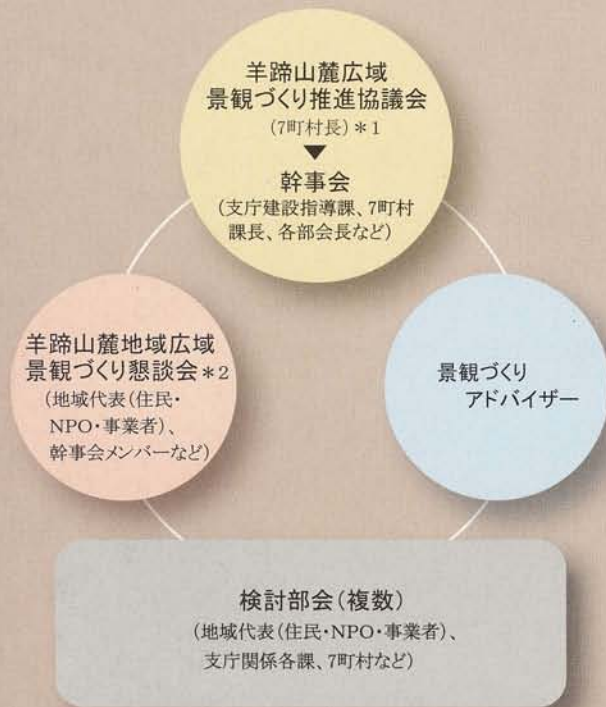 羊蹄山麓広域
景観づくり推進協議会
(7町村長)*1
▼
幹事会
(支庁建設指導課、7町村
課長、各部会長など)
羊蹄山麓地域広域
景観づくり懇談会*2
(地域代表(住民・
NPO・事業者)、
幹事会メンバーなど)
景観づくり
アドバイザー
検討部会(複数)
(地域代表(住民・NPO・事業者)、
支庁関係各課、7町村など)